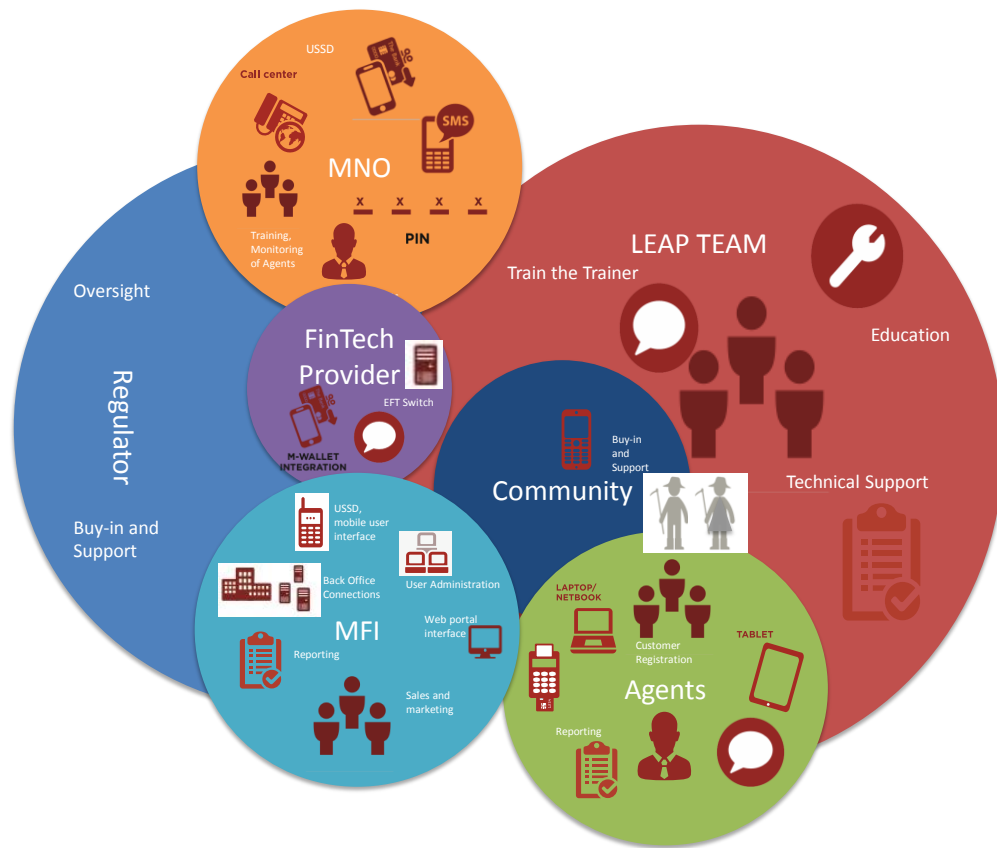 USSD
Call center
SMS
MNO
x x x x
PIN
Training,
Monitoring
of Agents
LEAP TEAM
Train the Trainer
Education
Technical Support
Oversight
Regulator
Buy-in and
Support
FinTech
Provider
EFT Switch
M-WALLET
INTEGRATION
Buy-in
and
Support
Community
USSD,
mobile user
interface
User Administration
Back Office
Connections
Web portal
interface
MFI
Reporting
Sales and
marketing
LAPTOP/
NETBOOK
TABLET
Customer
Registration
Agents
Reporting